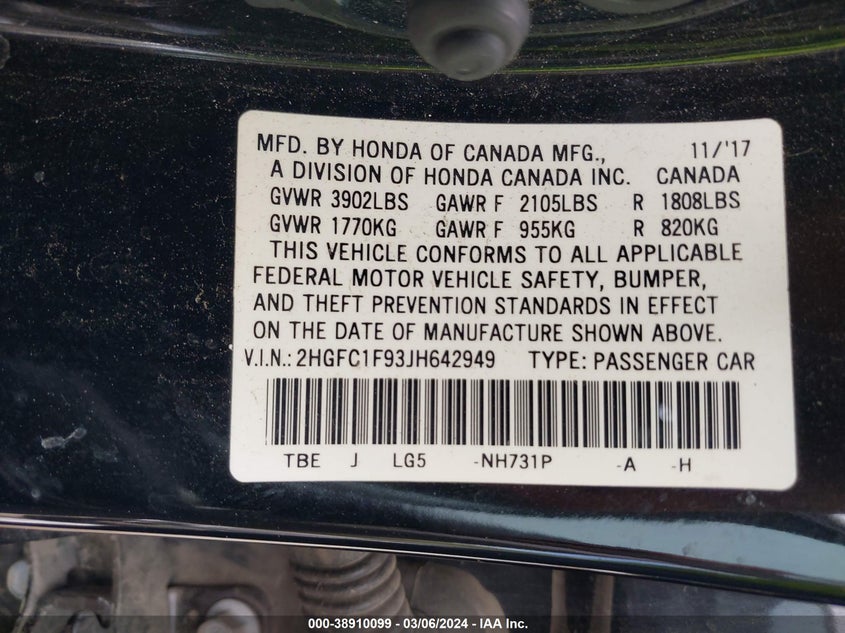 MFD. BY HONDA OF CANADA MFG., 11/'17
A DIVISION OF HONDA CANADA INC. CANADA
GVWR 3902LBS GAWR F 2105LBS R 1808LBS
GVWR 1770KG GAWR F 955KG R 820KG
THIS VEHICLE CONFORMS TO ALL APPLICABLE
FEDERAL MOTOR VEHICLE SAFETY, BUMPER,
AND THEFT PREVENTION STANDARDS IN EFFECT
ON THE DATE OF MANUFACTURE SHOWN ABOVE.
V.I.N.: 2HGFC1F93JH642949 TYPE: PASSENGER CAR
TBE J LG5 -NH731P -A -H
000-38910099 - 03/06/2024 - IAA Inc.